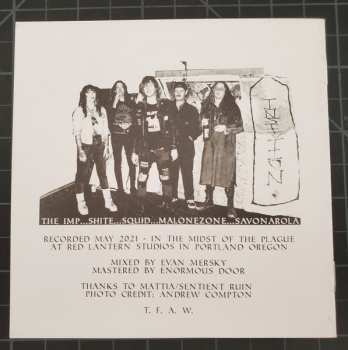 THE IMP...SHITE...SQUID...MALONEZONE...SAVONAROLA
RECORDED MAY 2021 - IN THE MIDST OF THE PLAGUE
AT RED LANTERN STUDIOS IN PORTLAND OREGON
MIXED BY EVAN MERSKY
MASTERED BY ENORMOUS DOOR
THANKS TO MATTIA/SENTIENT RUIN
PHOTO CREDIT: ANDREW COMPTON
T. F. A. W.